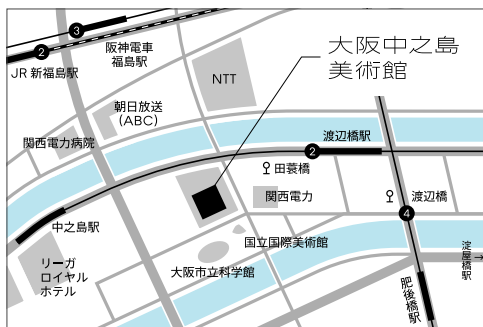 3
2
阪神電車
福島駅
JR 新福島駅
NTT
大阪中之島
美術館
朝日放送
(ABC)
関西電力病院
渡辺橋駅
2
田蓑橋
関西電力
渡辺橋
4
中之島駅
国立国際美術館
大阪市立科学館
リーガ
ロイヤル
ホテル
淀屋橋駅
→
肥後橋駅